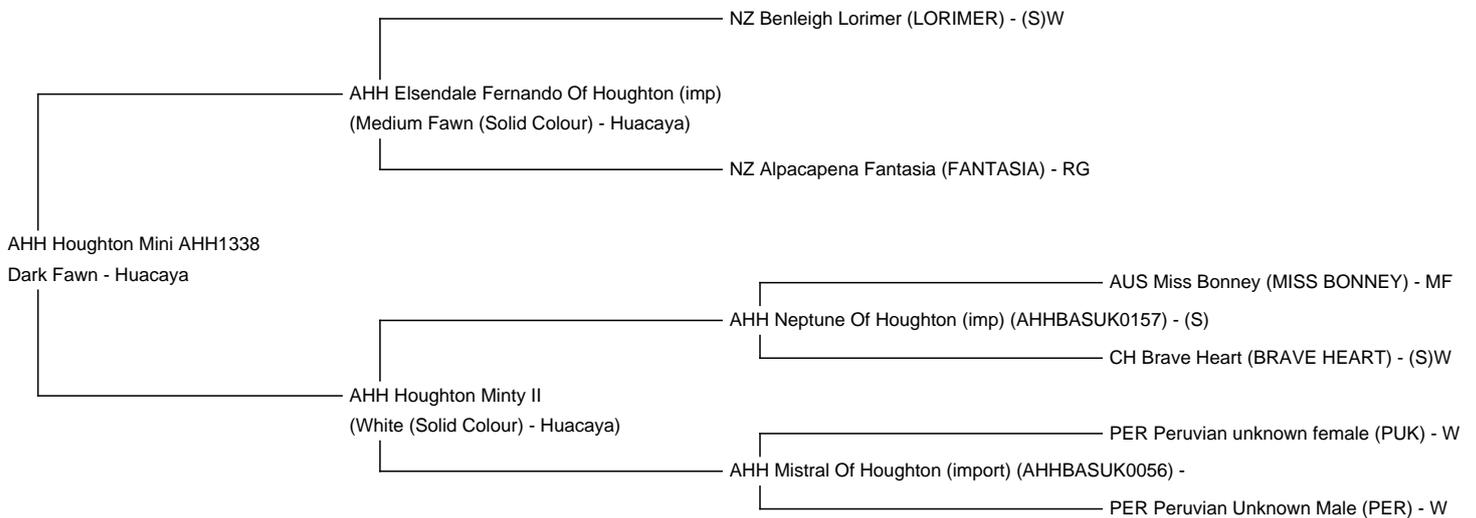 NZ Benleigh Lorimer (LORIMER) - (S)W
AHH Elsendale Fernando Of Houghton (imp)
(Medium Fawn (Solid Colour) - Huacaya)
NZ Alpacapena Fantasia (FANTASIA) - RG
AHH Houghton Mini AHH1338
Dark Fawn - Huacaya
AUS Miss Bonney (MISS BONNEY) - MF
AHH Neptune Of Houghton (imp) (AHHBASUK0157) - (S)
CH Brave Heart (BRAVE HEART) - (S)W
AHH Houghton Minty II
(White (Solid Colour) - Huacaya)
PER Peruvian unknown female (PUK) - W
AHH Mistral Of Houghton (import) (AHHBASUK0056) -
PER Peruvian Unknown Male (PER) - W